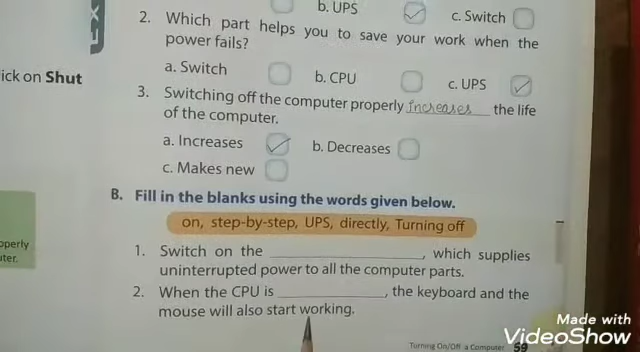 b. UPS
c. Switch
2. Which part helps you to save your work when the
power fails?
ick on Shut
a. Switch
b. CPU
c. UPS
3. Switching off the computer properly increases the life
of the computer.
a. Increases
b. Decreases
c. Makes new
B. Fill in the blanks using the words given below.
on, step-by-step, UPS, directly, Turning off
operly
uter.
1. Switch on the ____________________, which supplies
uninterrupted power to all the computer parts.
2. When the CPU is ______________, the keyboard and the
mouse will also start working.
Turning On/Off a Computer 59
Made with
VideoShow